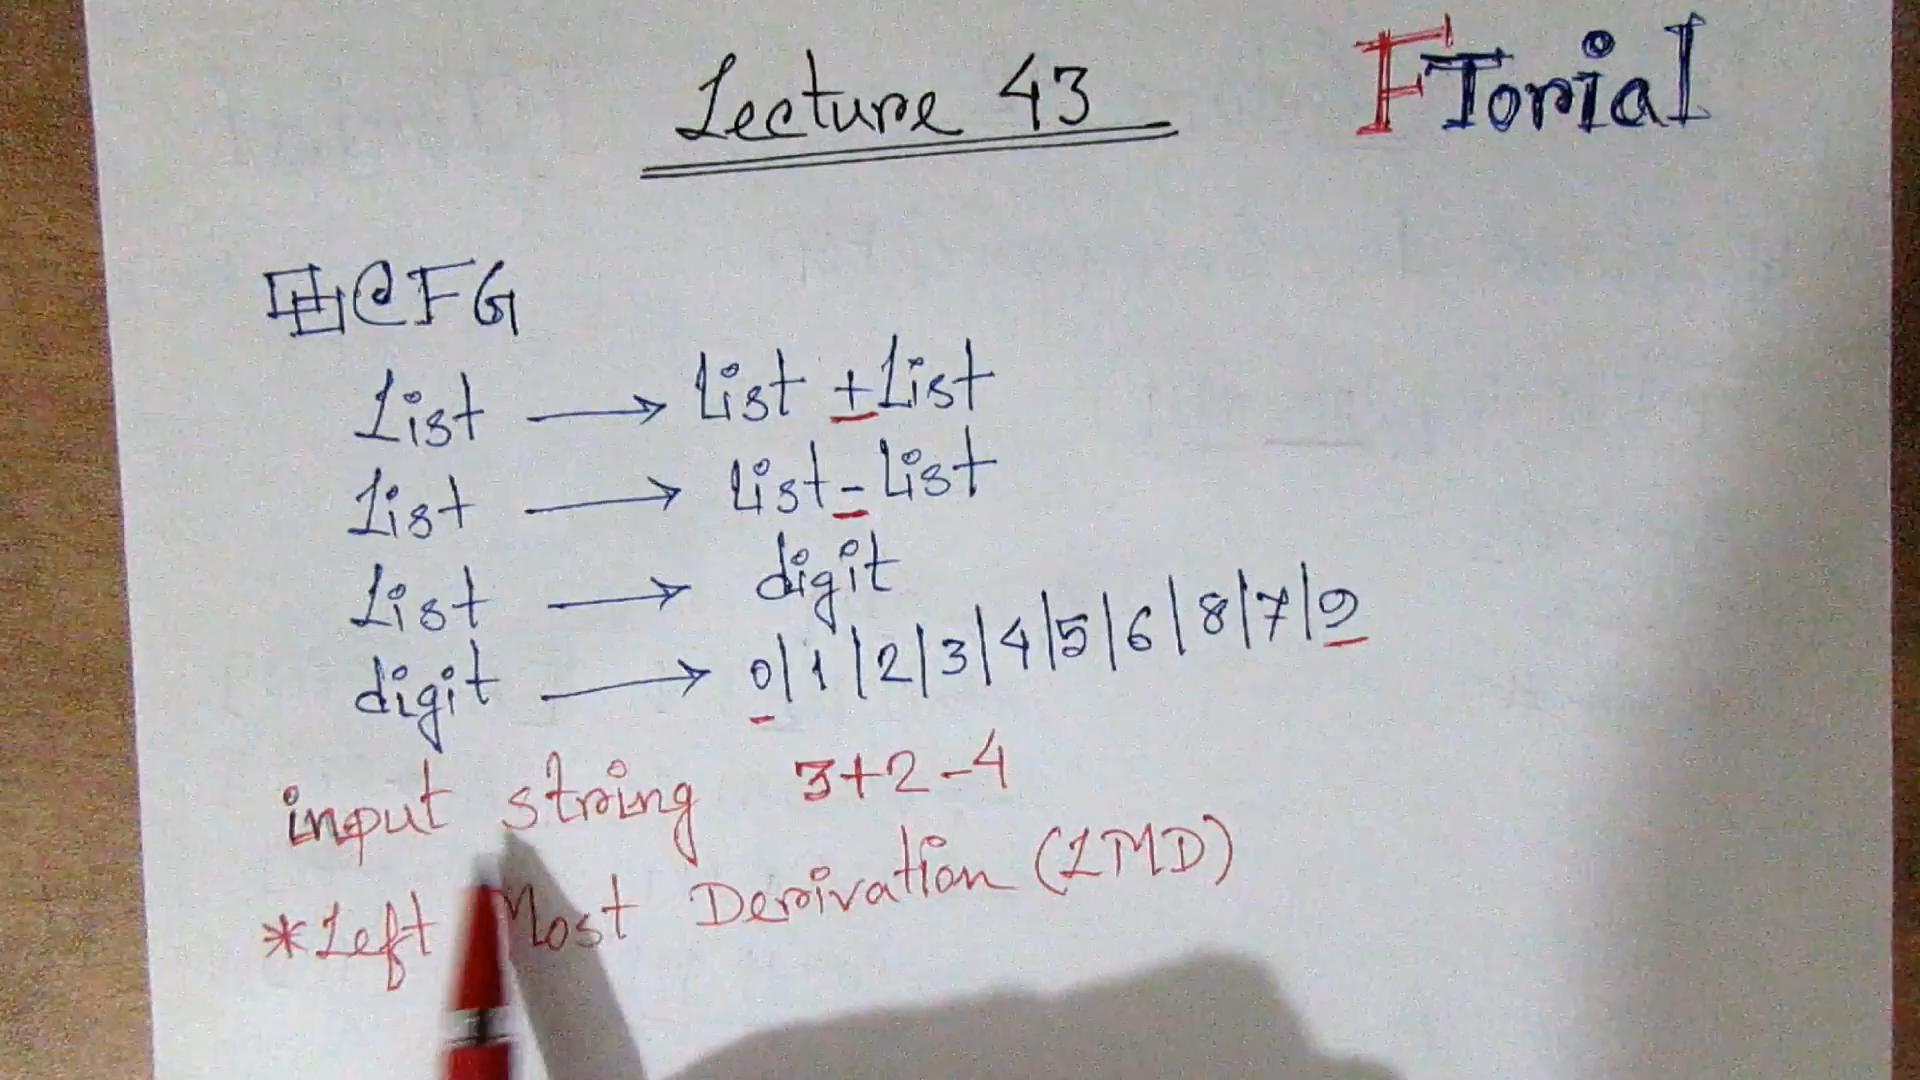 Lecture 43
FTorial
CFG
List → List + List
List → List - List
List → digit
digit → 0|1|2|3|4|5|6|8|7|9
input string 3+2-4
*Left Most Derivation (LMD)